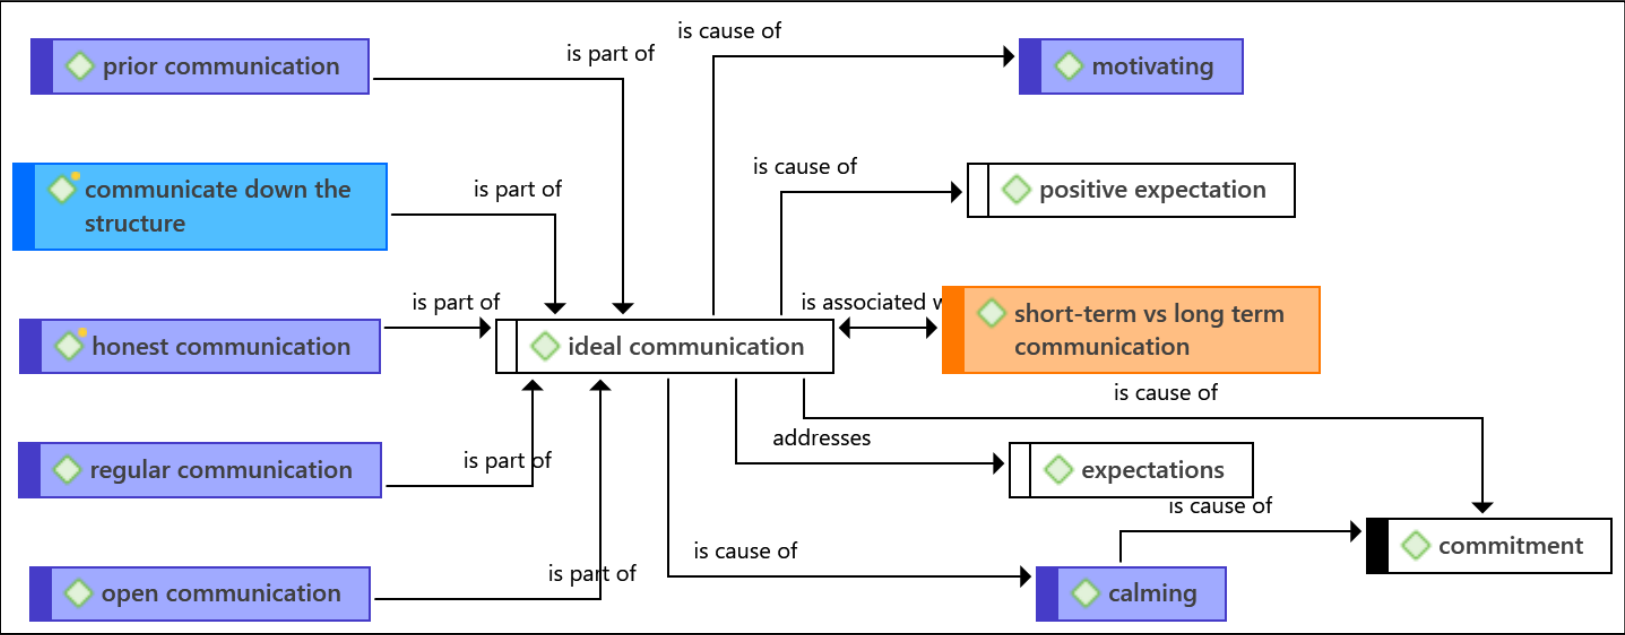 is cause of
is part of
prior communication
motivating
is cause of
is part of
communicate down the
structure
positive expectation
is part of
is associated w
short-term vs long term
communication
honest communication
ideal communication
is cause of
addresses
is part of
regular communication
expectations
is cause of
is cause of
commitment
is part of
open communication
calming